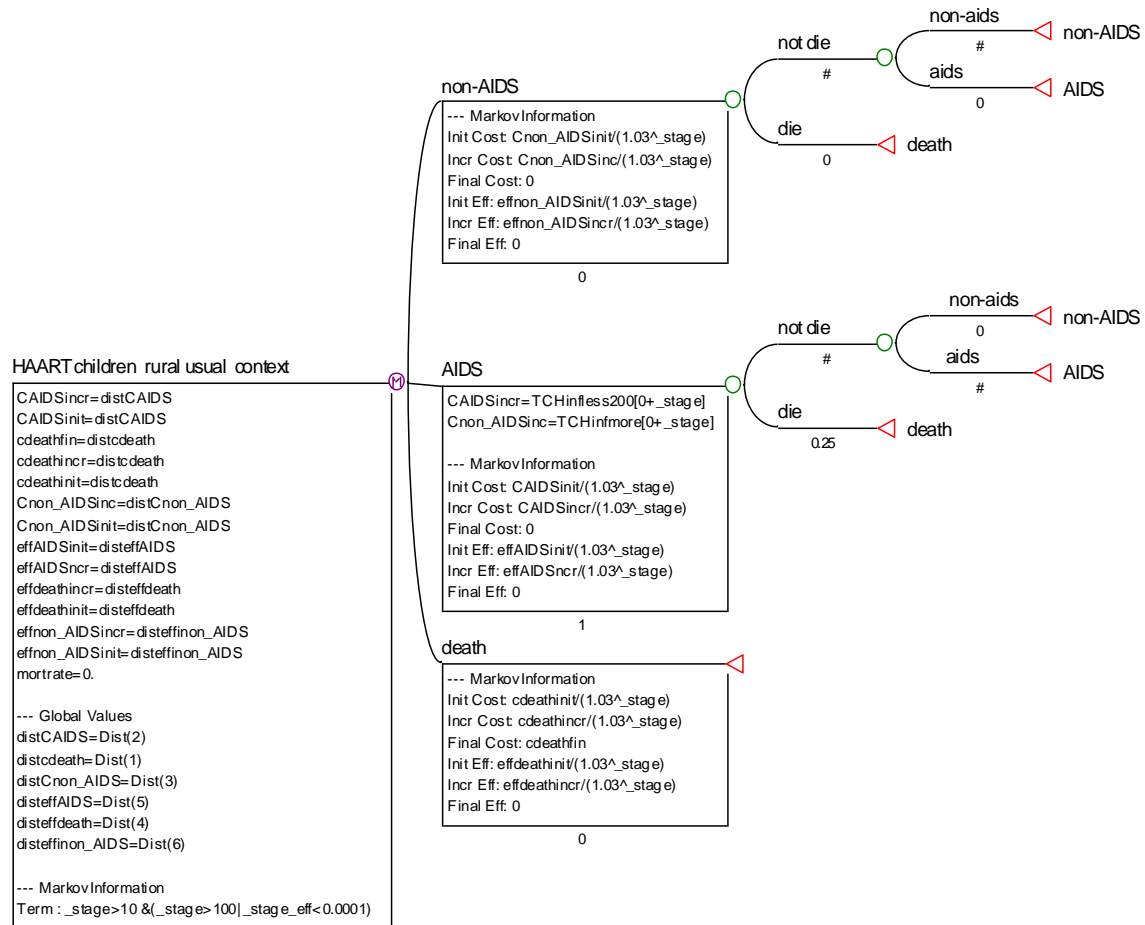 HAART children rural usual context
CAIDSincr=distCAIDS
CAIDSinit=distCAIDS
cdeathfin=distcdeath
cdeathincr=distcdeath
cdeathinit=distcdeath
Cnon_AIDSinc=distCnon_AIDS
Cnon_AIDSinit=distCnon_AIDS
effAIDSinit=disteffAIDS
effAIDSncr=disteffAIDS
effdeathincr=disteffdeath
effdeathinit=disteffdeath
effnon_AIDSincr=disteffinon_AIDS
effnon_AIDSinit=disteffinon_AIDS
mortrate=0.
--- Global Values
distCAIDS=Dist(2)
distcdeath=Dist(1)
distCnon_AIDS=Dist(3)
disteffAIDS=Dist(5)
disteffdeath=Dist(4)
disteffinon_AIDS=Dist(6)
--- Markov Information
Term : _stage>10 &(_stage>100|_stage_eff<0.0001)
M
non-AIDS
--- Markov Information
Init Cost: Cnon_AIDSinit/(1.03^_stage)
Incr Cost: Cnon_AIDSinc/(1.03^_stage)
Final Cost: 0
Init Eff: effnon_AIDSinit/(1.03^_stage)
Incr Eff: effnon_AIDSincr/(1.03^_stage)
Final Eff: 0
0
not die
#
non-aids
#
non-AIDS
aids
0
AIDS
die
0
death
AIDS
CAIDSincr=TCHinfless200[0+_stage]
Cnon_AIDSinc=TCHinfmore[0+_stage]
--- Markov Information
Init Cost: CAIDSinit/(1.03^_stage)
Incr Cost: CAIDSincr/(1.03^_stage)
Final Cost: 0
Init Eff: effAIDSinit/(1.03^_stage)
Incr Eff: effAIDSncr/(1.03^_stage)
Final Eff: 0
1
not die
#
non-aids
0
non-AIDS
aids
#
AIDS
die
0.25
death
death
--- Markov Information
Init Cost: cdeathinit/(1.03^_stage)
Incr Cost: cdeathincr/(1.03^_stage)
Final Cost: cdeathfin
Init Eff: effdeathinit/(1.03^_stage)
Incr Eff: effdeathincr/(1.03^_stage)
Final Eff: 0
0